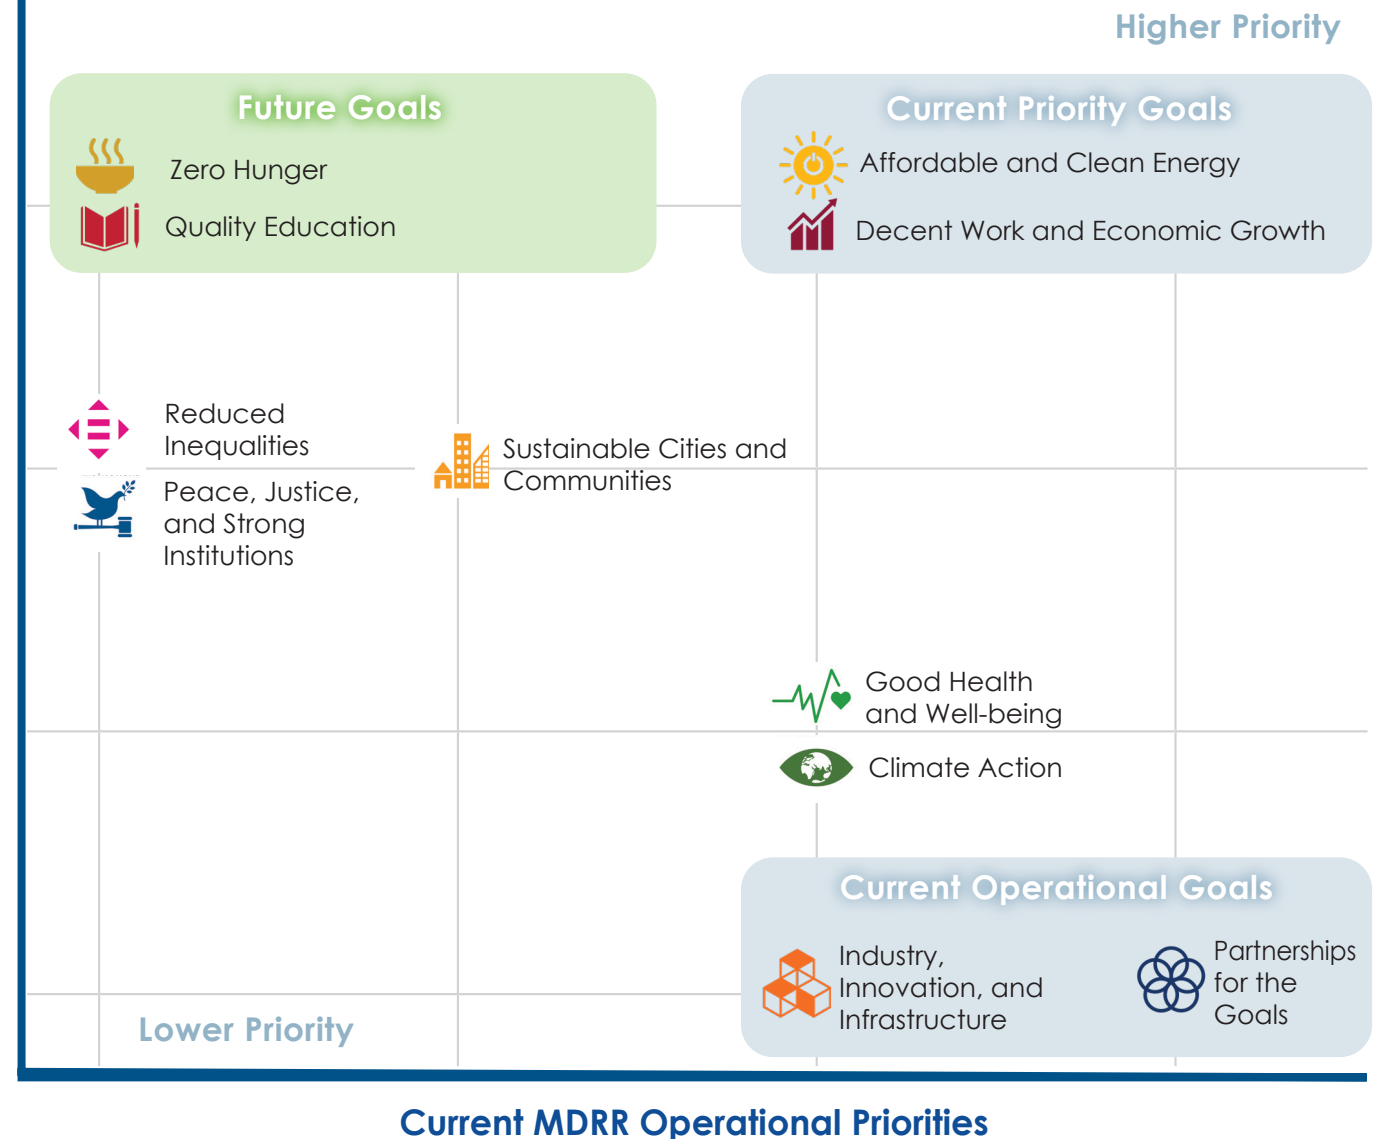 Higher Priority
Future Goals
Zero Hunger
Quality Education
Current Priority Goals
Affordable and Clean Energy
Decent Work and Economic Growth
Reduced
Inequalities
Peace, Justice,
and Strong
Institutions
Sustainable Cities and
Communities
Good Health
and Well-being
Climate Action
Current Operational Goals
Industry,
Innovation, and
Infrastructure
Partnerships
for the
Goals
Lower Priority
Current MDRR Operational Priorities